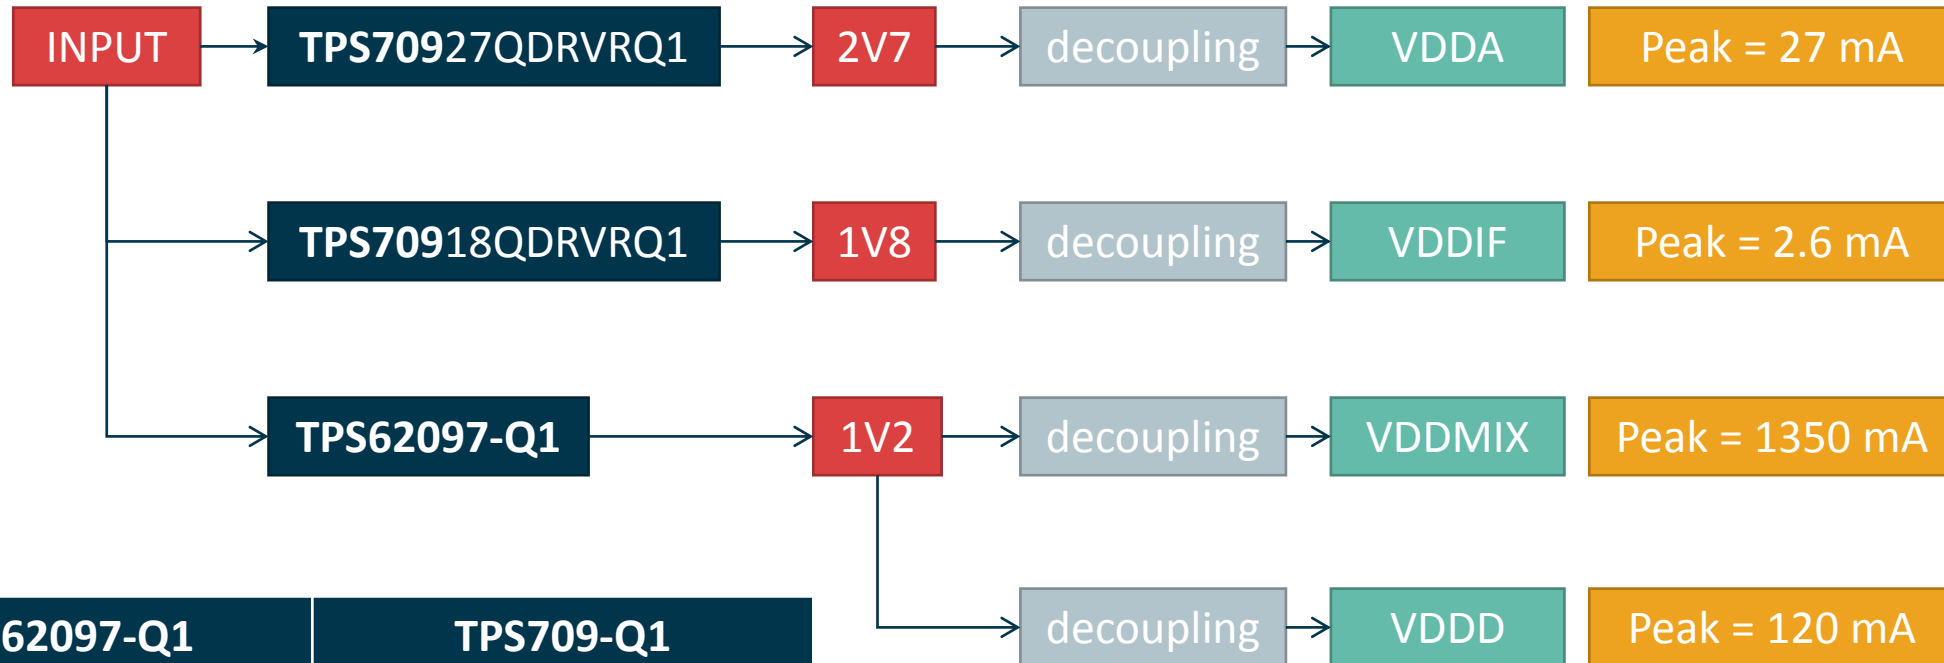 INPUT TPS70927QDRVRQ1 2V7 decoupling VDDA Peak = 27 mA
TPS70918QDRVRQ1 1V8 decoupling VDDIF Peak = 2.6 mA
TPS62097-Q1 1V2 decoupling VDDMIX Peak = 1350 mA
decoupling VDDD Peak = 120 mA
62097-Q1 TPS709-Q1